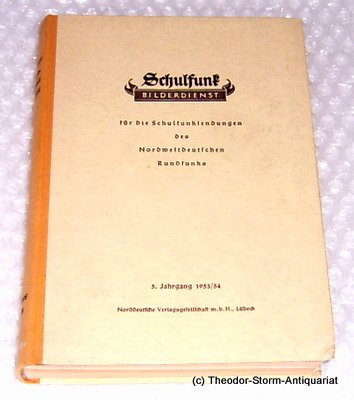 Schulfunk
BILDERDIENST
für die Schulfunksendungen
des
Nordwestdeutschen
Rundfunks
5. Jahrgang 1953/54
Norddeutsche Verlagsgesellschaft m. b. H., Lübeck
(c) Theodor-Storm-Antiquariat